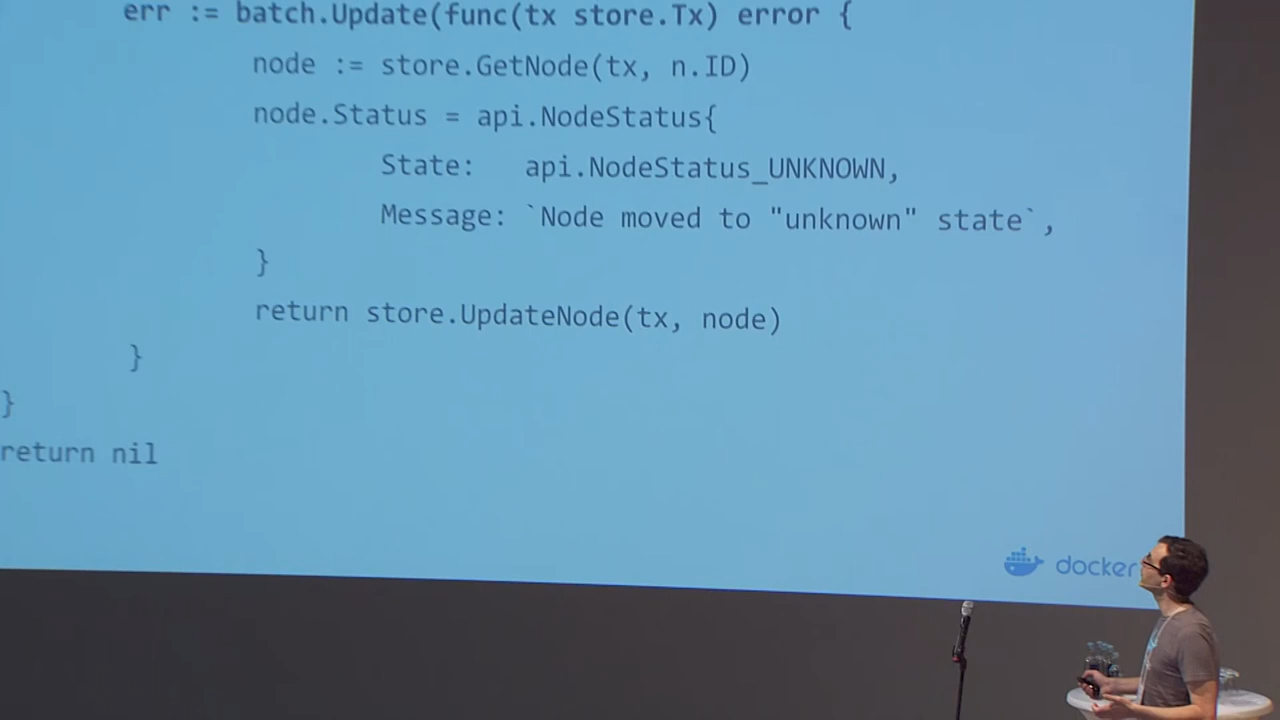 err := batch.Update(func(tx store.Tx) error {
node := store.GetNode(tx, n.ID)
node.Status = api.NodeStatus{
State: api.NodeStatus_UNKNOWN,
Message: `Node moved to "unknown" state`,
}
return store.UpdateNode(tx, node)
}
}
return nil
docker